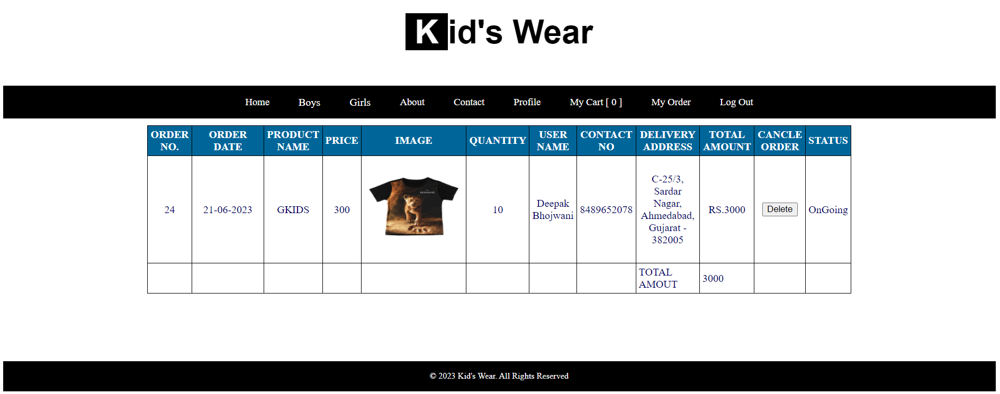 Kid's Wear
Home Boys Girls About Contact Profile My Cart [ 0 ] My Order Log Out
ORDER NO. ORDER DATE PRODUCT NAME PRICE IMAGE QUANTITY USER NAME CONTACT NO DELIVERY ADDRESS TOTAL AMOUNT CANCLE ORDER STATUS
24 21-06-2023 GKIDS 300 10 Deepak Bhojwani 8489652078 C-25/3, Sardar Nagar, Ahmedabad, Gujarat - 382005 RS.3000 Delete OnGoing
TOTAL AMOUT 3000
© 2023 Kid's Wear. All Rights Reserved